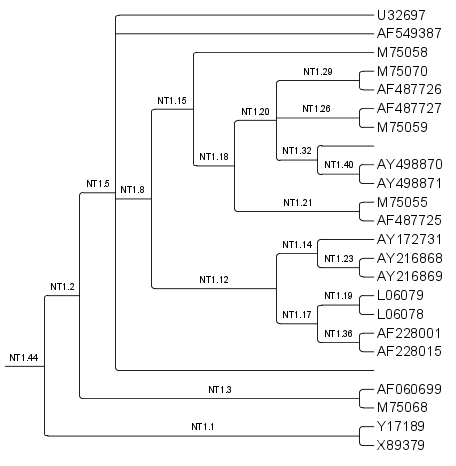 U32697
AF549387
M75058
NT1.29
M75070
AF487726
NT1.15
NT1.20
NT1.26
AF487727
M75059
NT1.32
NT1.18
NT1.40
AY498870
NT1.5
NT1.8
AY498871
NT1.21
M75055
AF487725
AY172731
NT1.14
NT1.23
AY216868
AY216869
NT1.2
NT1.12
NT1.19
L06079
NT1.17
L06078
NT1.36
AF228001
AF228015
NT1.44
NT1.3
AF060699
M75068
NT1.1
Y17189
X89379